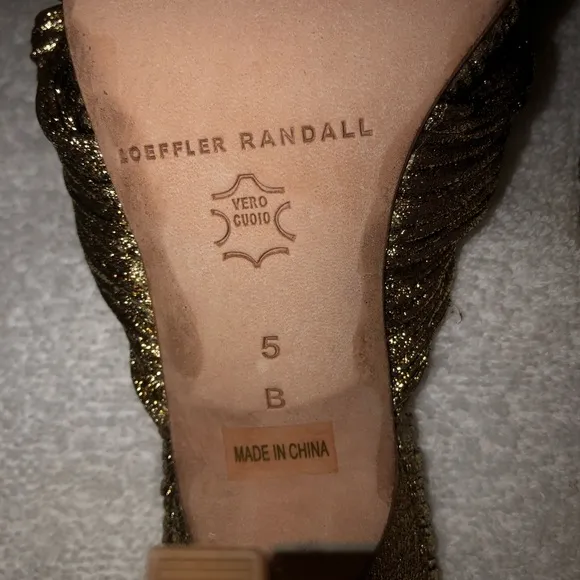 LOEFFLER RANDALL
VERO
CUOIO
5
B
MADE IN CHINA